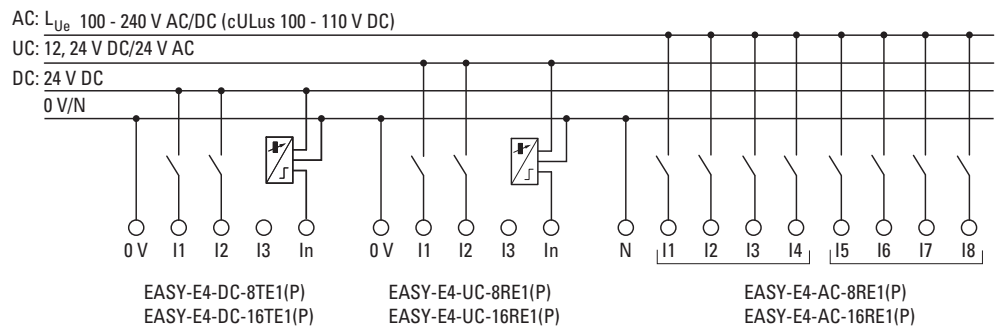 AC: LUe 100 - 240 V AC/DC (cULus 100 - 110 V DC)
UC: 12, 24 V DC/24 V AC
DC: 24 V DC
0 V/N
0 V I1 I2 I3 In 0 V I1 I2 I3 In N I1 I2 I3 I4 I5 I6 I7 I8
EASY-E4-DC-8TE1(P) EASY-E4-UC-8RE1(P) EASY-E4-AC-8RE1(P)
EASY-E4-DC-16TE1(P) EASY-E4-UC-16RE1(P) EASY-E4-AC-16RE1(P)